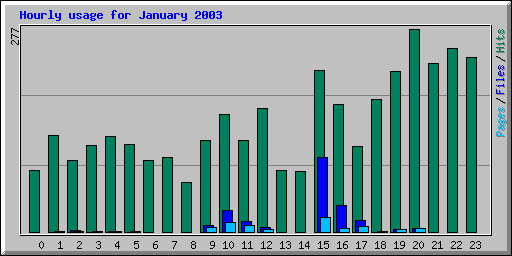 Hourly usage for January 2003
277
Pages / Files / Hits
0 1 2 3 4 5 6 7 8 9 10 11 12 13 14 15 16 17 18 19 20 21 22 23